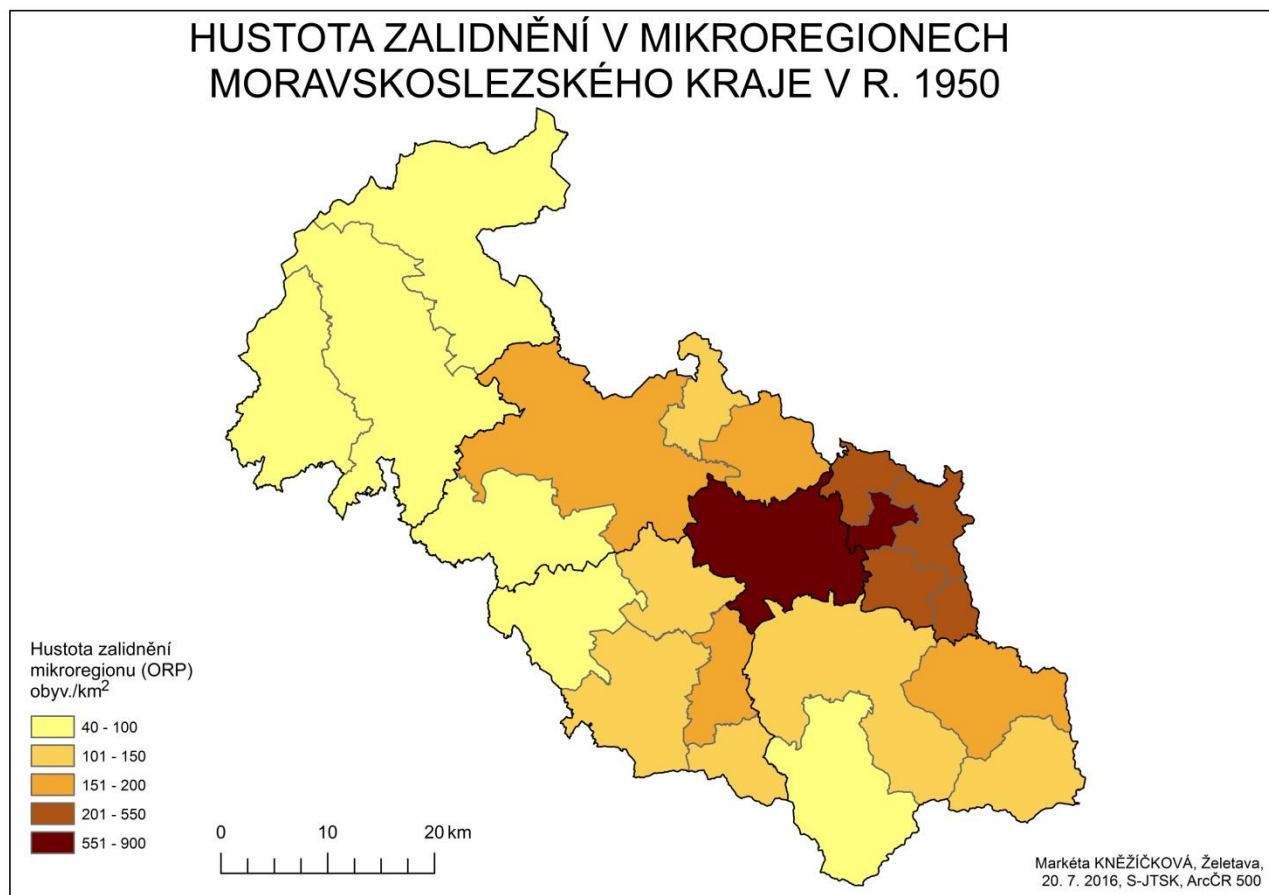 HUSTOTA ZALIDNĚNÍ V MIKROREGIONECH
MORAVSKOSLEZSKÉHO KRAJE V R. 1950
Hustota zalidnění
mikroregionu (ORP)
obyv./km²
40 - 100
101 - 150
151 - 200
201 - 550
551 - 900
0 10 20 km
Markéta KNĚŽÍČKOVÁ, Želetava,
20. 7. 2016, S-JTSK, ArcČR 500